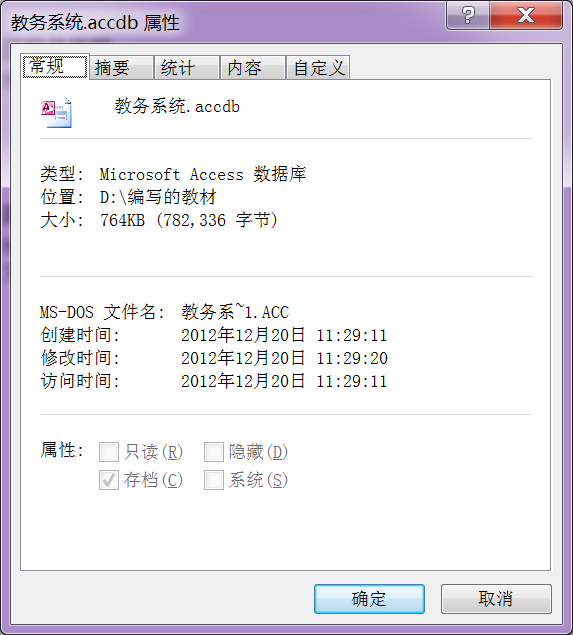 教务系统.accdb 属性
常规 摘要 统计 内容 自定义
教务系统.accdb
类型: Microsoft Access 数据库
位置: D:\编写的教材
大小: 764KB (782,336 字节)
MS-DOS 文件名: 教务系~1.ACC
创建时间: 2012年12月20日 11:29:11
修改时间: 2012年12月20日 11:29:20
访问时间: 2012年12月20日 11:29:11
属性: 只读(R) 隐藏(D)
存档(C) 系统(S)
确定 取消